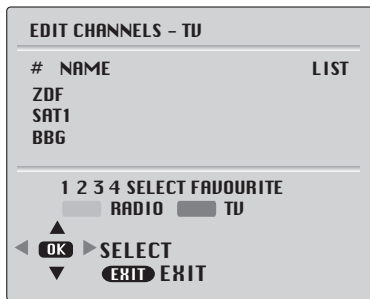 EDIT CHANNELS - TV
# NAME LIST
ZDF
SAT1
BBG
1 2 3 4 SELECT FAVOURITE
RADIO TV
OK SELECT
EXIT EXIT